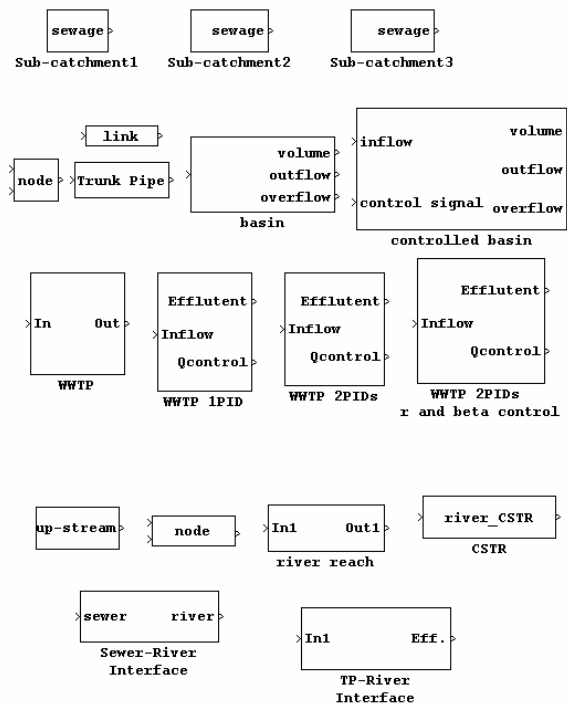 sewage
sewage
sewage
Sub-catchment1
Sub-catchment2
Sub-catchment3
link
node
Trunk Pipe
volume
outflow
overflow
basin
inflow
control signal
volume
outflow
overflow
controlled basin
In
Out
WWTP
Efflutent
Inflow
Qcontrol
WWTP 1PID
Efflutent
Inflow
Qcontrol
WWTP 2PIDs
Efflutent
Inflow
Qcontrol
WWTP 2PIDs
r and beta control
up-stream
node
In1
Out1
river reach
river_CSTR
CSTR
sewer
river
Sewer-River
Interface
In1
Eff.
TP-River
Interface